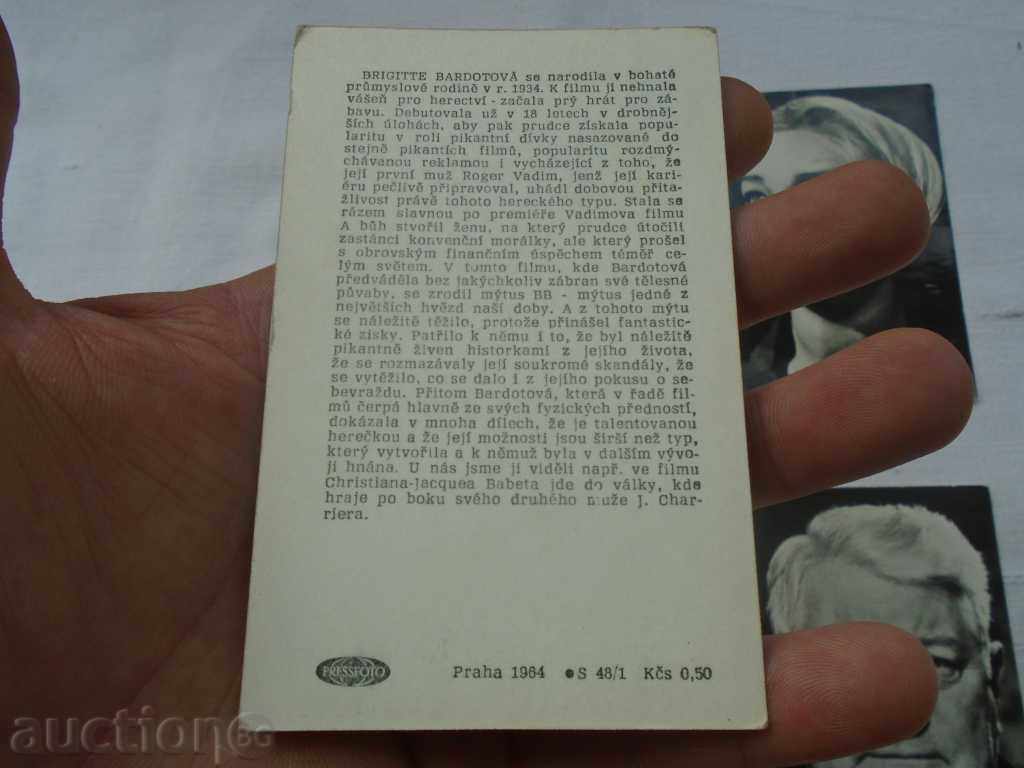 BRIGITTE BARDOTOVÁ se narodila v bohaté
průmyslové rodině v r. 1934. K filmu ji nehnala
vášeň pro herectví - začala prý hrát pro zá-
bavu. Debutovala už v 18 letech v drobněj-
ších úlohách, aby pak prudce získala popu-
laritu v roli pikantní dívky nasazované do
stejně pikantních filmů, popularitu rozdmý-
chávanou reklamou i vycházející z toho, že
její první muž Roger Vadim, jenž její kari-
éru pečlivě připravoval, uhádl dobovou přita-
žlivost právě tohoto hereckého typu. Stala se
rázem slavnou po premiéře Vadimova filmu
A bůh stvořil ženu, na který prudce útočili
zastánci konvenční morálky, ale který prošel
s obrovským finančním úspěchem téměř ce-
lým světem. V tomto filmu, kde Bardotová
předváděla bez jakýchkoliv zábran své tělesné
půvaby, se zrodil mýtus BB - mýtus jedné z
největších hvězd naší doby. A z tohoto mýtu
se náležitě těžilo, protože přinášel fantastic-
ké zisky. Patřilo k němu i to, že byl náležitě
pikantně živen historkami z jejího života,
že se rozmazávaly její soukromé skandály, že
se vytěžilo, co se dalo i z jejího pokusu o se-
bevraždu. Přitom Bardotová, která v řadě fil-
mů čerpá hlavně ze svých fyzických předností,
dokázala v mnoha dílech, že je talentovanou
herečkou a že její možnosti jsou širší než typ,
který vytvořila a k němuž byla v dalším vývo-
ji hnána. U nás jsme ji viděli např. ve filmu
Christiana-Jacquea Babeta jde do války, kde
hraje po boku svého druhého muže J. Char-
riera.
PRESSFOTO
Praha 1964 ● S 48/1 Kčs 0,50
auction BG